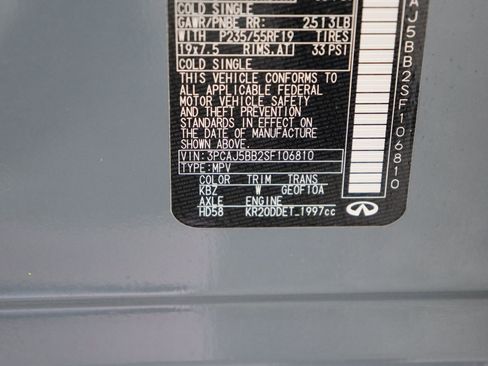 COLD SINGLE
GAWR/PNBE RR: 2513LB
WITH P235/55RF19 TIRES
19x7.5 RIMS.ATJ 33 PSI
COLD SINGLE
THIS VEHICLE CONFORMS TO
ALL APPLICABLE FEDERAL
MOTOR VEHICLE SAFETY
AND THEFT PREVENTION
STANDARDS IN EFFECT ON
THE DATE OF MANUFACTURE
SHOWN ABOVE.
VIN: 3PCAJ5BB2SF106810
TYPE:MPV
COLOR TRIM TRANS
KBZ W GE0F10A
AXLE ENGINE
HD58 KR20DDET 1997cc
AJ5BB2SF106810